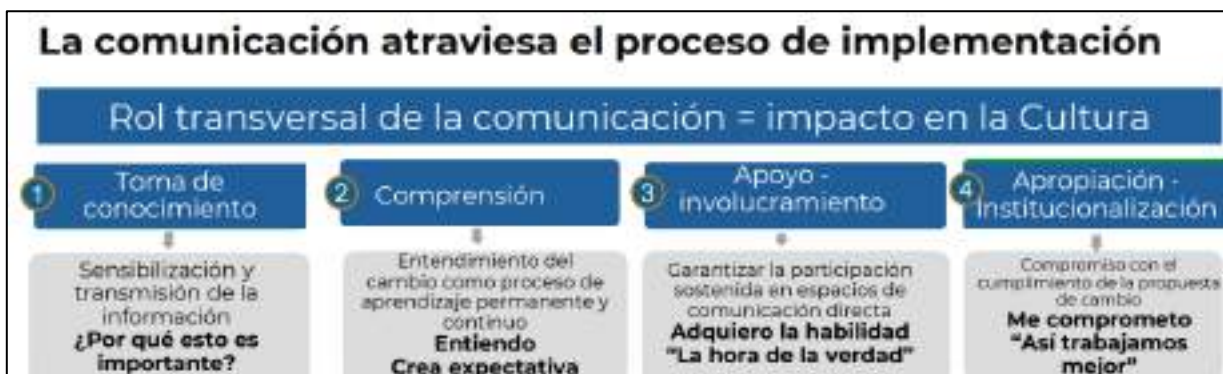 La comunicación atraviesa el proceso de implementación
Rol transversal de la comunicación = impacto en la Cultura
1
Toma de
conocimiento
Sensibilización y
transmisión de la
información
¿Por qué esto es
importante?
2
Comprensión
Entendimiento del
cambio como proceso de
aprendizaje permanente y
continuo
Entiendo
Crea expectativa
3
Apoyo -
involucramiento
Garantizar la participación
sostenida en espacios de
comunicación directa
Adquiero la habilidad
"La hora de la verdad"
4
Apropiación -
Institucionalización
Compromiso con el
cumplimiento de la propuesta
de cambio
Me comprometo
"Así trabajamos
mejor"